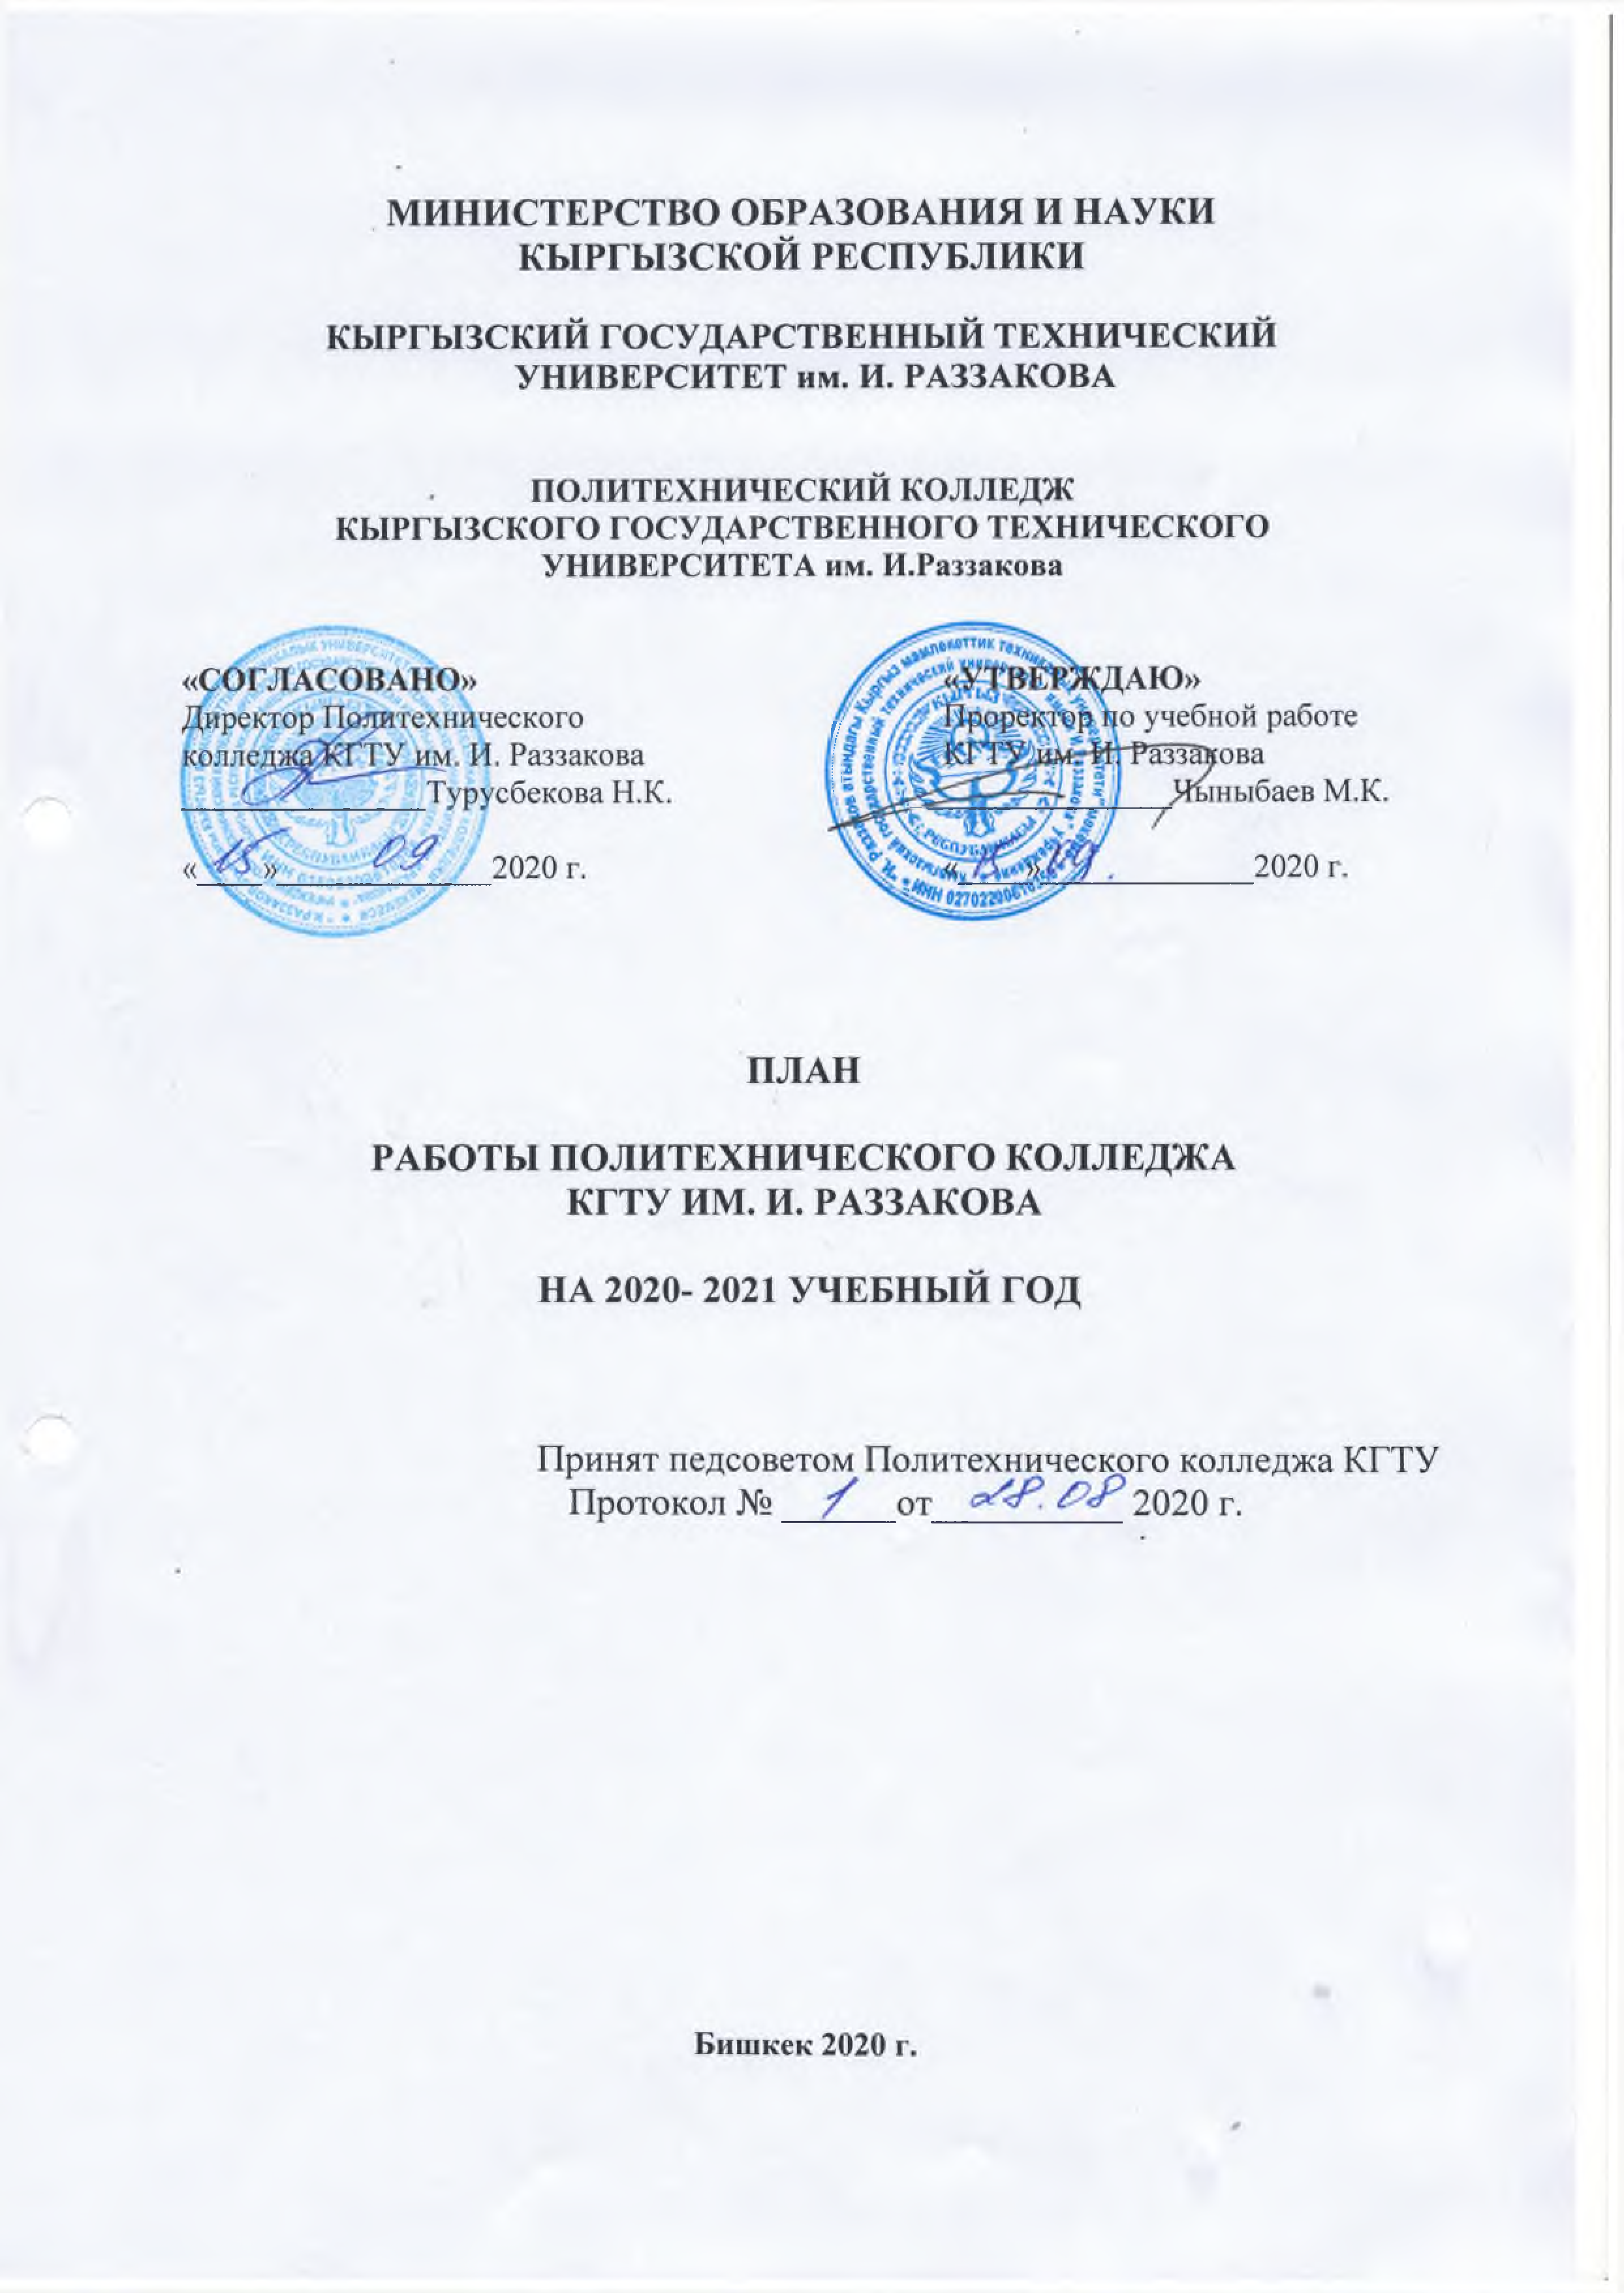 МИНИСТЕРСТВО ОБРАЗОВАНИЯ И НАУКИ
КЫРГЫЗСКОЙ РЕСПУБЛИКИ
КЫРГЫЗСКИЙ ГОСУДАРСТВЕННЫЙ ТЕХНИЧЕСКИЙ
УНИВЕРСИТЕТ им. И. РАЗЗАКОВА
ПОЛИТЕХНИЧЕСКИЙ КОЛЛЕДЖ
КЫРГЫЗСКОГО ГОСУДАРСТВЕННОГО ТЕХНИЧЕСКОГО
УНИВЕРСИТЕТА им. И.Раззакова
«СОГЛАСОВАНО»
Директор Политехнического
колледжа КГТУ им. И. Раззакова
Турусбекова Н.К.
«15» 09 2020 г.
«УТВЕРЖДАЮ»
Проректор по учебной работе
КГТУ им. И. Раззакова
Чыныбаев М.К.
«15» 2020 г.
ПЛАН
РАБОТЫ ПОЛИТЕХНИЧЕСКОГО КОЛЛЕДЖА
КГТУ ИМ. И. РАЗЗАКОВА
НА 2020- 2021 УЧЕБНЫЙ ГОД
Принят педсоветом Политехнического колледжа КГТУ
Протокол № 1 от 28.08 2020 г.
Бишкек 2020 г.